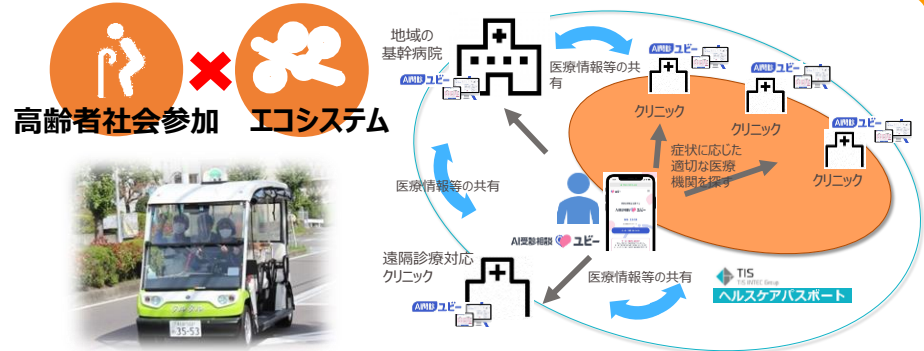 高齢者社会参加
エコシステム
35-53
地域の
基幹病院
AI問診ユビー
医療情報等の共
有
AI問診ユビー
クリニック
AI問診ユビー
クリニック
AI問診ユビー
クリニック
症状に応じた
適切な医療
機関を探す
医療情報等の共有
AI受診相談 ユビー
遠隔診療対応
クリニック
AI問診ユビー
医療情報等の共有
TIS
TIS INTEC Group
ヘルスケアパスポート